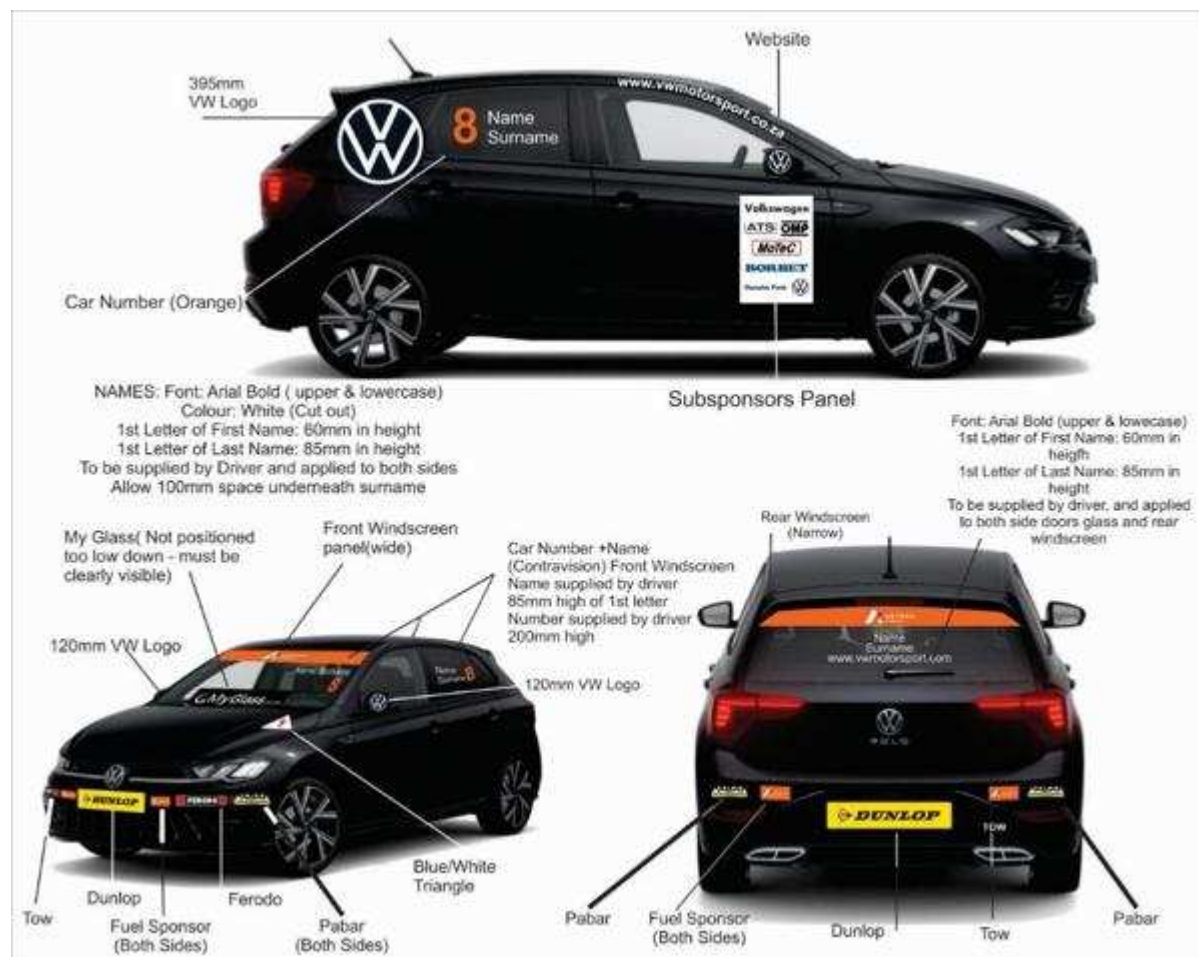 Website
395mm
VW Logo
www.vwmotorsport.co.za
8 Name
Surname
Volkswagen
ATS OMP
MoTeC
BORBET
Car Number (Orange)
Subsponsors Panel
NAMES: Font: Arial Bold ( upper & lowercase)
Colour: White (Cut out)
1st Letter of First Name: 60mm in height
1st Letter of Last Name: 85mm in height
To be supplied by Driver and applied to both sides
Allow 100mm space underneath surname
Font: Arial Bold (upper & lowecase)
1st Letter of First Name: 60mm in
heigfh
1st Letter of Last Name: 85mm in
height
To be supplied by driver, and applied
to both side doors glass and rear
windscreen
My Glass( Not positioned
too low down - must be
clearly visible)
Front Windscreen
panel(wide)
Car Number +Name
(Contravision) Front Windscreen
Name supplied by driver
85mm high of 1st letter
Number supplied by driver
200mm high
120mm VW Logo
120mm VW Logo
Name
Surname 8
8
MyGlass
DUNLOP
FERODO
Tow
Dunlop
Fuel Sponsor
(Both Sides)
Ferodo
Pabar
(Both Sides)
Blue/White
Triangle
Rear Windscreen
(Narrow)
Name
Surname
www.vwmotorsport.com
POLO
DUNLOP
TOW
Pabar
Fuel Sponsor
(Both Sides)
Dunlop
Tow
Pabar